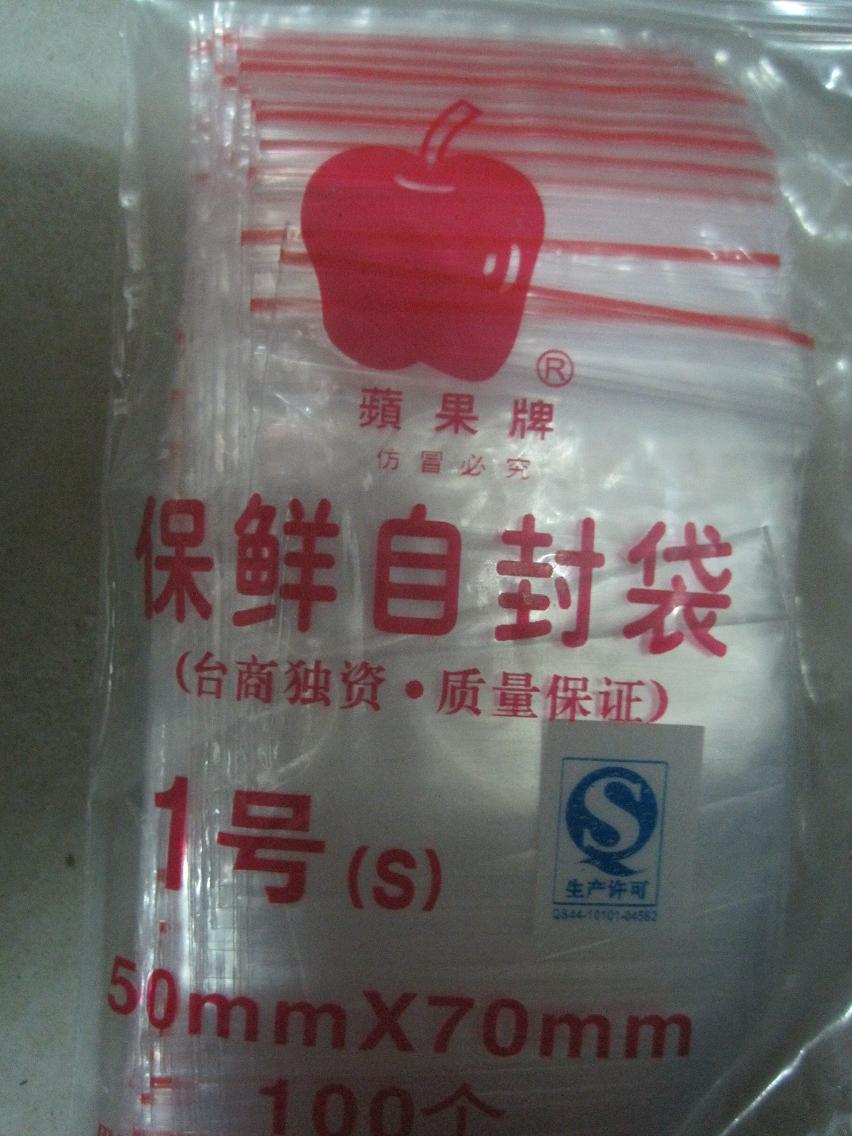 ®
蘋果牌
仿冒必究
保鲜自封袋
(台商独资·质量保证)
1号(S)
生产许可
QS44-10101-04562
50mmX70mm
100个